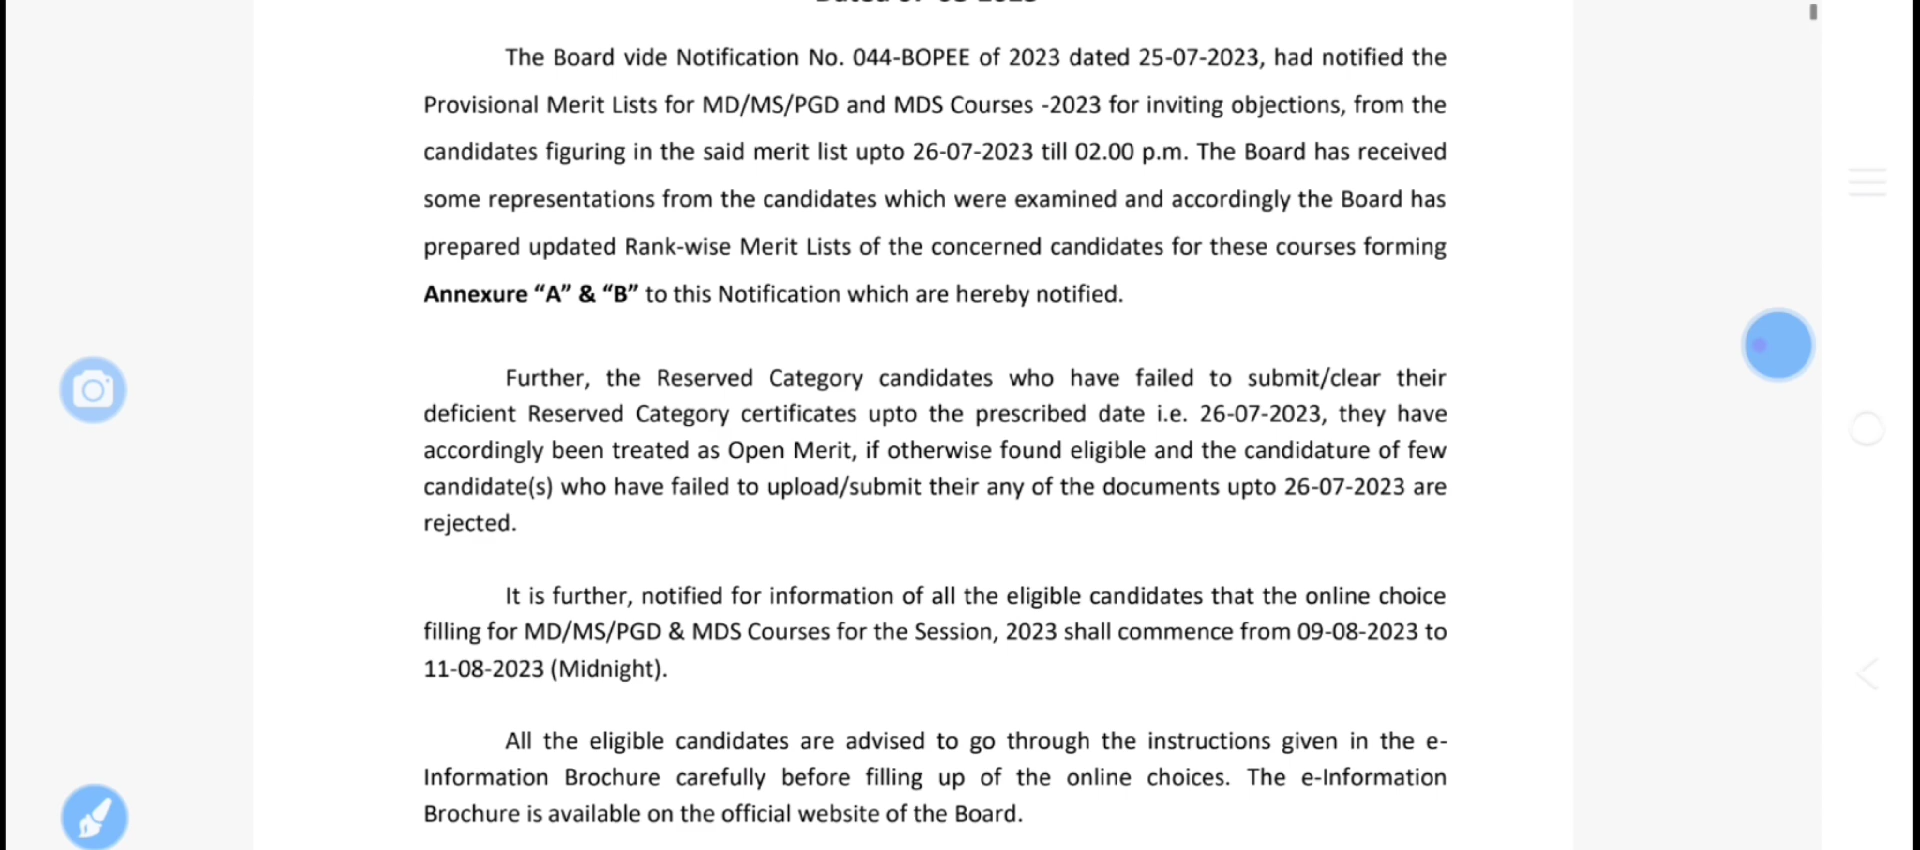 The Board vide Notification No. 044-BOPEE of 2023 dated 25-07-2023, had notified the
Provisional Merit Lists for MD/MS/PGD and MDS Courses -2023 for inviting objections, from the
candidates figuring in the said merit list upto 26-07-2023 till 02.00 p.m. The Board has received
some representations from the candidates which were examined and accordingly the Board has
prepared updated Rank-wise Merit Lists of the concerned candidates for these courses forming
Annexure “A” & “B” to this Notification which are hereby notified.
Further, the Reserved Category candidates who have failed to submit/clear their
deficient Reserved Category certificates upto the prescribed date i.e. 26-07-2023, they have
accordingly been treated as Open Merit, if otherwise found eligible and the candidature of few
candidate(s) who have failed to upload/submit their any of the documents upto 26-07-2023 are
rejected.
It is further, notified for information of all the eligible candidates that the online choice
filling for MD/MS/PGD & MDS Courses for the Session, 2023 shall commence from 09-08-2023 to
11-08-2023 (Midnight).
All the eligible candidates are advised to go through the instructions given in the e-
Information Brochure carefully before filling up of the online choices. The e-Information
Brochure is available on the official website of the Board.